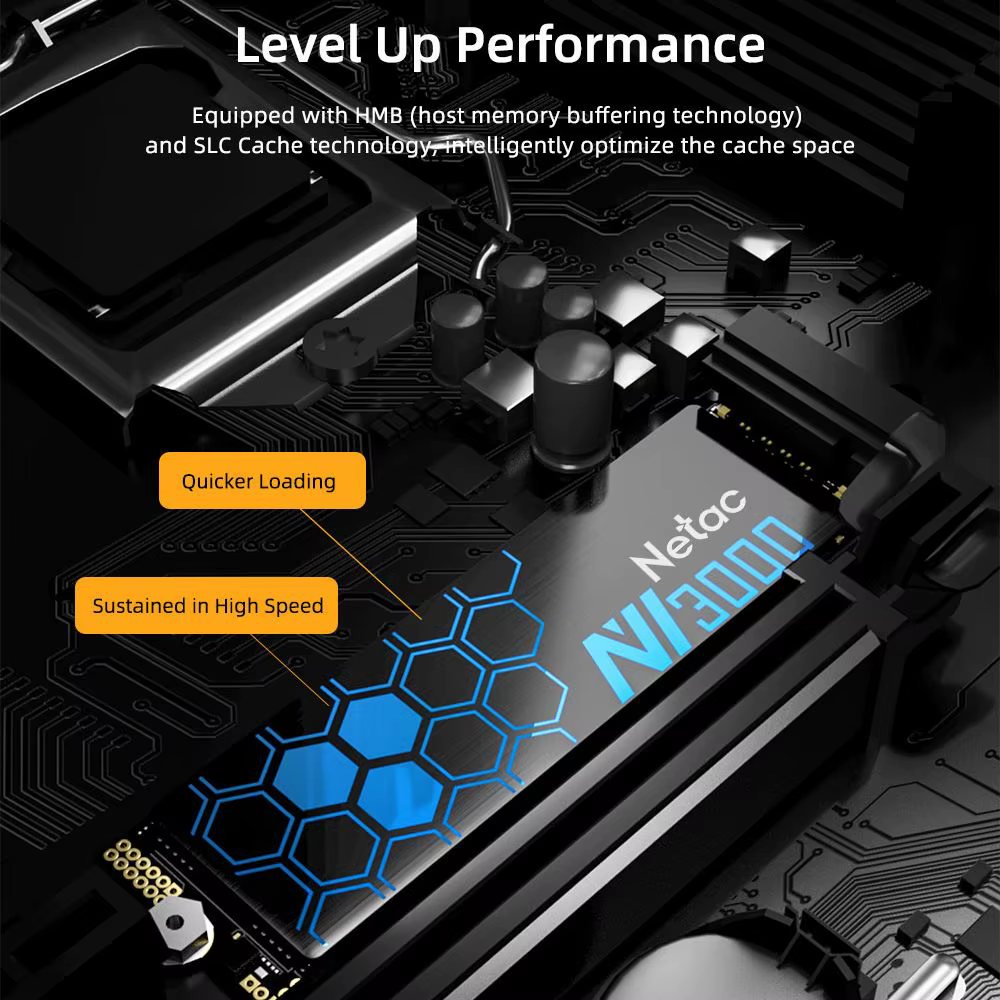 Level Up Performance
Equipped with HMB (host memory buffering technology)
and SLC Cache technology, intelligently optimize the cache space
Quicker Loading
Sustained in High Speed
Netac
NV3000